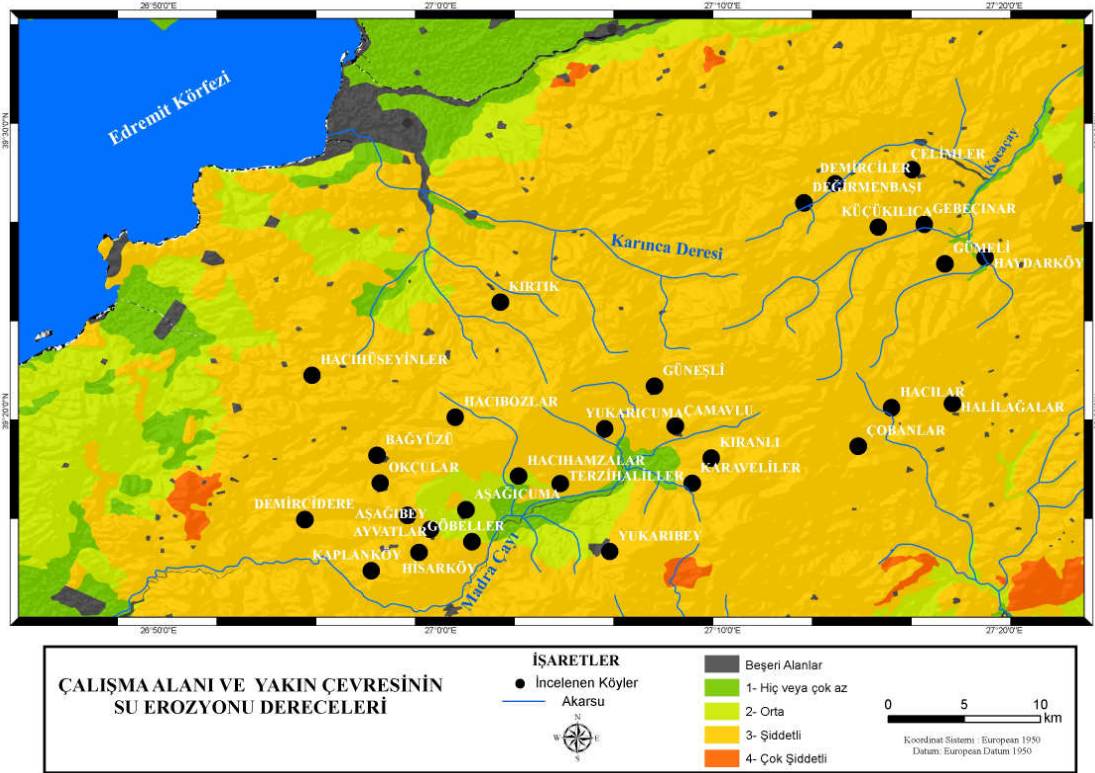 26°50'0"E
27°10'0"E
27°20'0"E
Edremit Körfezi
39°30'0"N
Kocaçay
ÇELİMLER
DEMİRCİLER
DEĞİRMENBAŞI
KÜÇÜKILICA
GEBEÇINAR
Karınca Deresi
GÜMELİ
HAYDARKÖY
KIRTIK
HACIHÜSEYİNLER
GÜNEŞLİ
HACILAR
HALİLAĞALAR
39°20'0"N
HACIBOZLAR
YUKARICUMA
ÇAMAVLU
ÇOBANLAR
BAĞYÜZÜ
KIRANLI
OKÇULAR
HACIHAMZALAR
KARAVELİLER
TERZİHALİLLER
DEMİRCİDERE
AŞAĞICUMA
AŞAĞIBEY
AYVATLAR
GÖBELLER
YUKARIBEY
KAPLANKÖY
HİSARKÖY
Madra Çayı
26°50'0"E
27°0'0"E
27°10'0"E
27°20'0"E
ÇALIŞMA ALANI VE YAKIN ÇEVRESİNİN
SU EROZYONU DERECELERİ
İŞARETLER
İncelenen Köyler
Akarsu
N
W
E
S
Beşeri Alanlar
1- Hiç veya çok az
2- Orta
3- Şiddetli
4- Çok Şiddetli
0 5 10
km
Koordinat Sistemi : European 1950
Datum: European Datum 1950